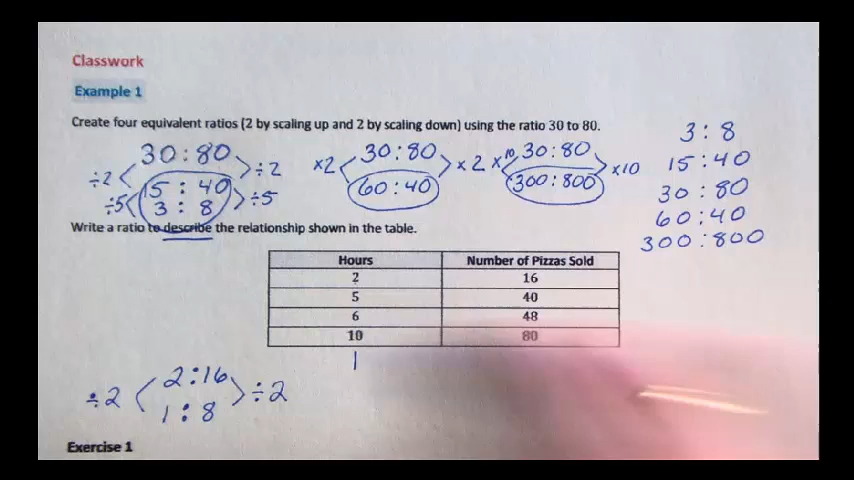 Classwork
Example 1
Create four equivalent ratios (2 by scaling up and 2 by scaling down) using the ratio 30 to 80.
30 : 80
÷2 ÷2
15 : 40
÷5 ÷5
3 : 8
30 : 80
×2 × 2
60 : 40
30 : 80
×10 ×10
300 : 800
3 : 8
15 : 40
30 : 80
60 : 40
300 : 800
Write a ratio to describe the relationship shown in the table.
Hours Number of Pizzas Sold
2 16
5 40
6 48
10 80
1
2 : 16
÷2 ÷2
1 : 8
Exercise 1